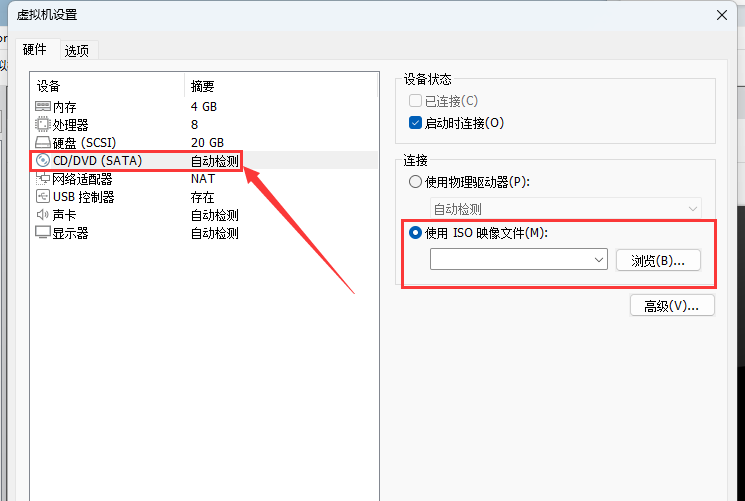 虚拟机设置
硬件 选项
设备 摘要
内存 4 GB
处理器 8
硬盘 (SCSI) 20 GB
CD/DVD (SATA) 自动检测
网络适配器 NAT
USB 控制器 存在
声卡 自动检测
显示器 自动检测
设备状态
已连接(C)
启动时连接(O)
连接
使用物理驱动器(P):
自动检测
使用 ISO 映像文件(M):
浏览(B)...
高级(V)...